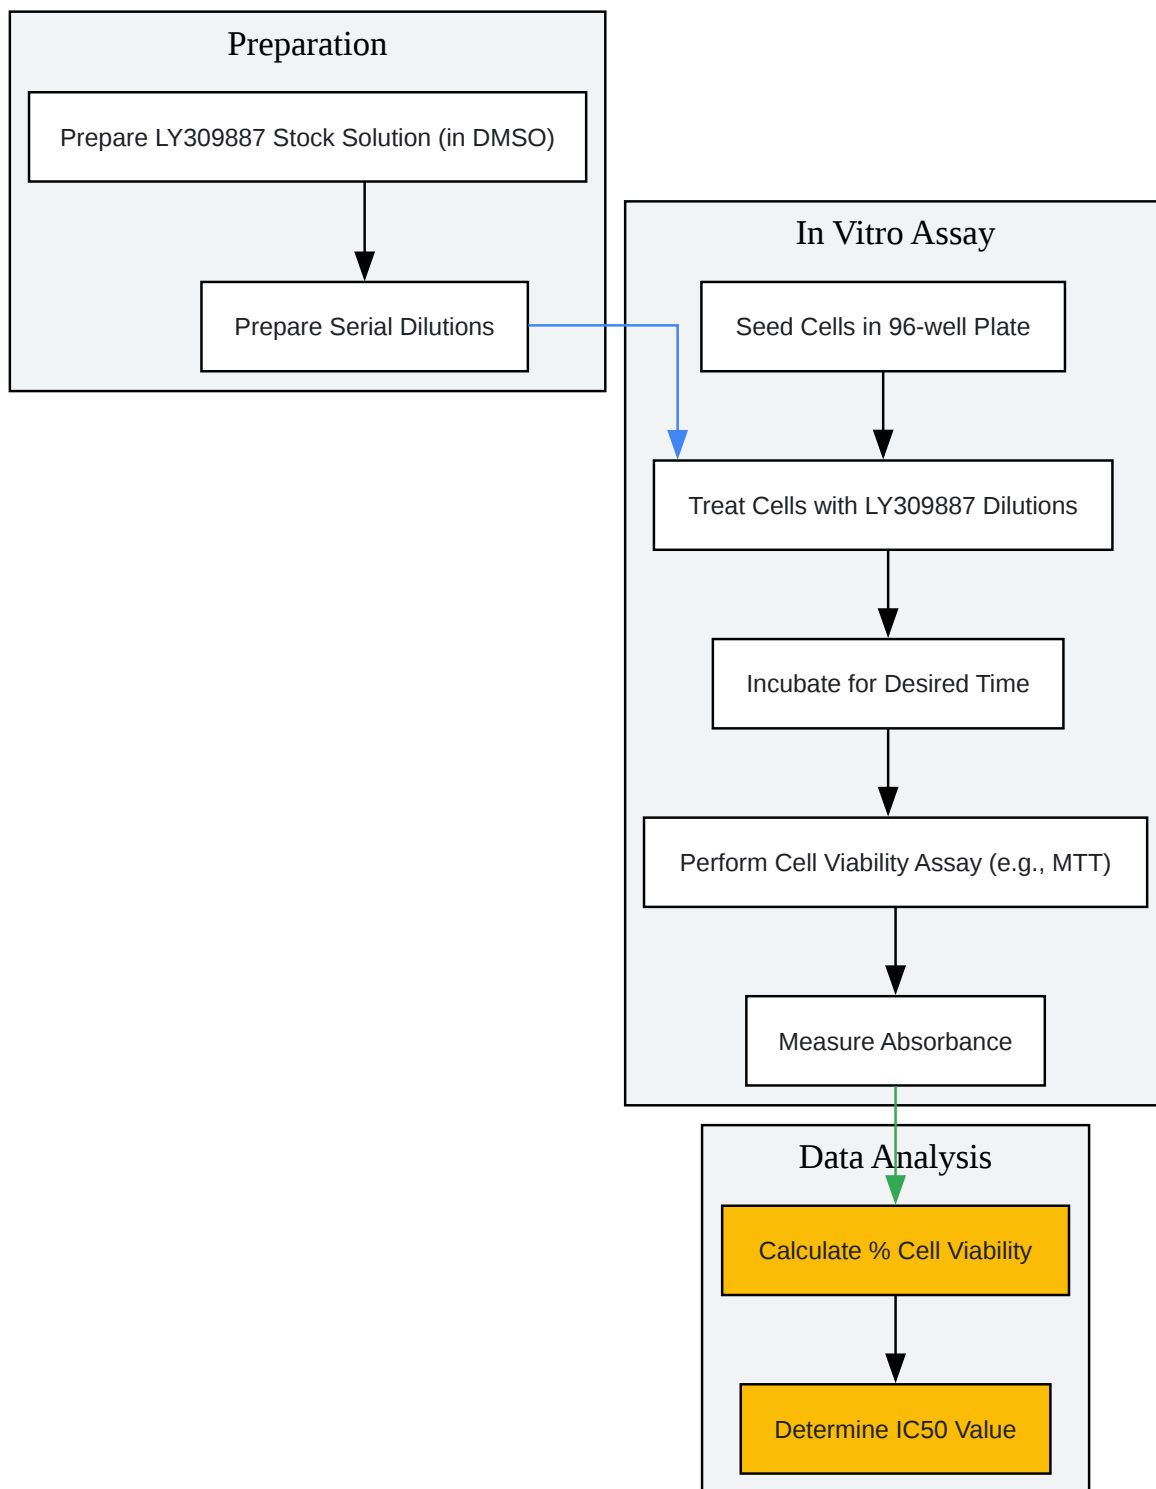 Preparation
Prepare LY309887 Stock Solution (in DMSO)
Prepare Serial Dilutions
In Vitro Assay
Seed Cells in 96-well Plate
Treat Cells with LY309887 Dilutions
Incubate for Desired Time
Perform Cell Viability Assay (e.g., MTT)
Measure Absorbance
Data Analysis
Calculate % Cell Viability
Determine IC50 Value